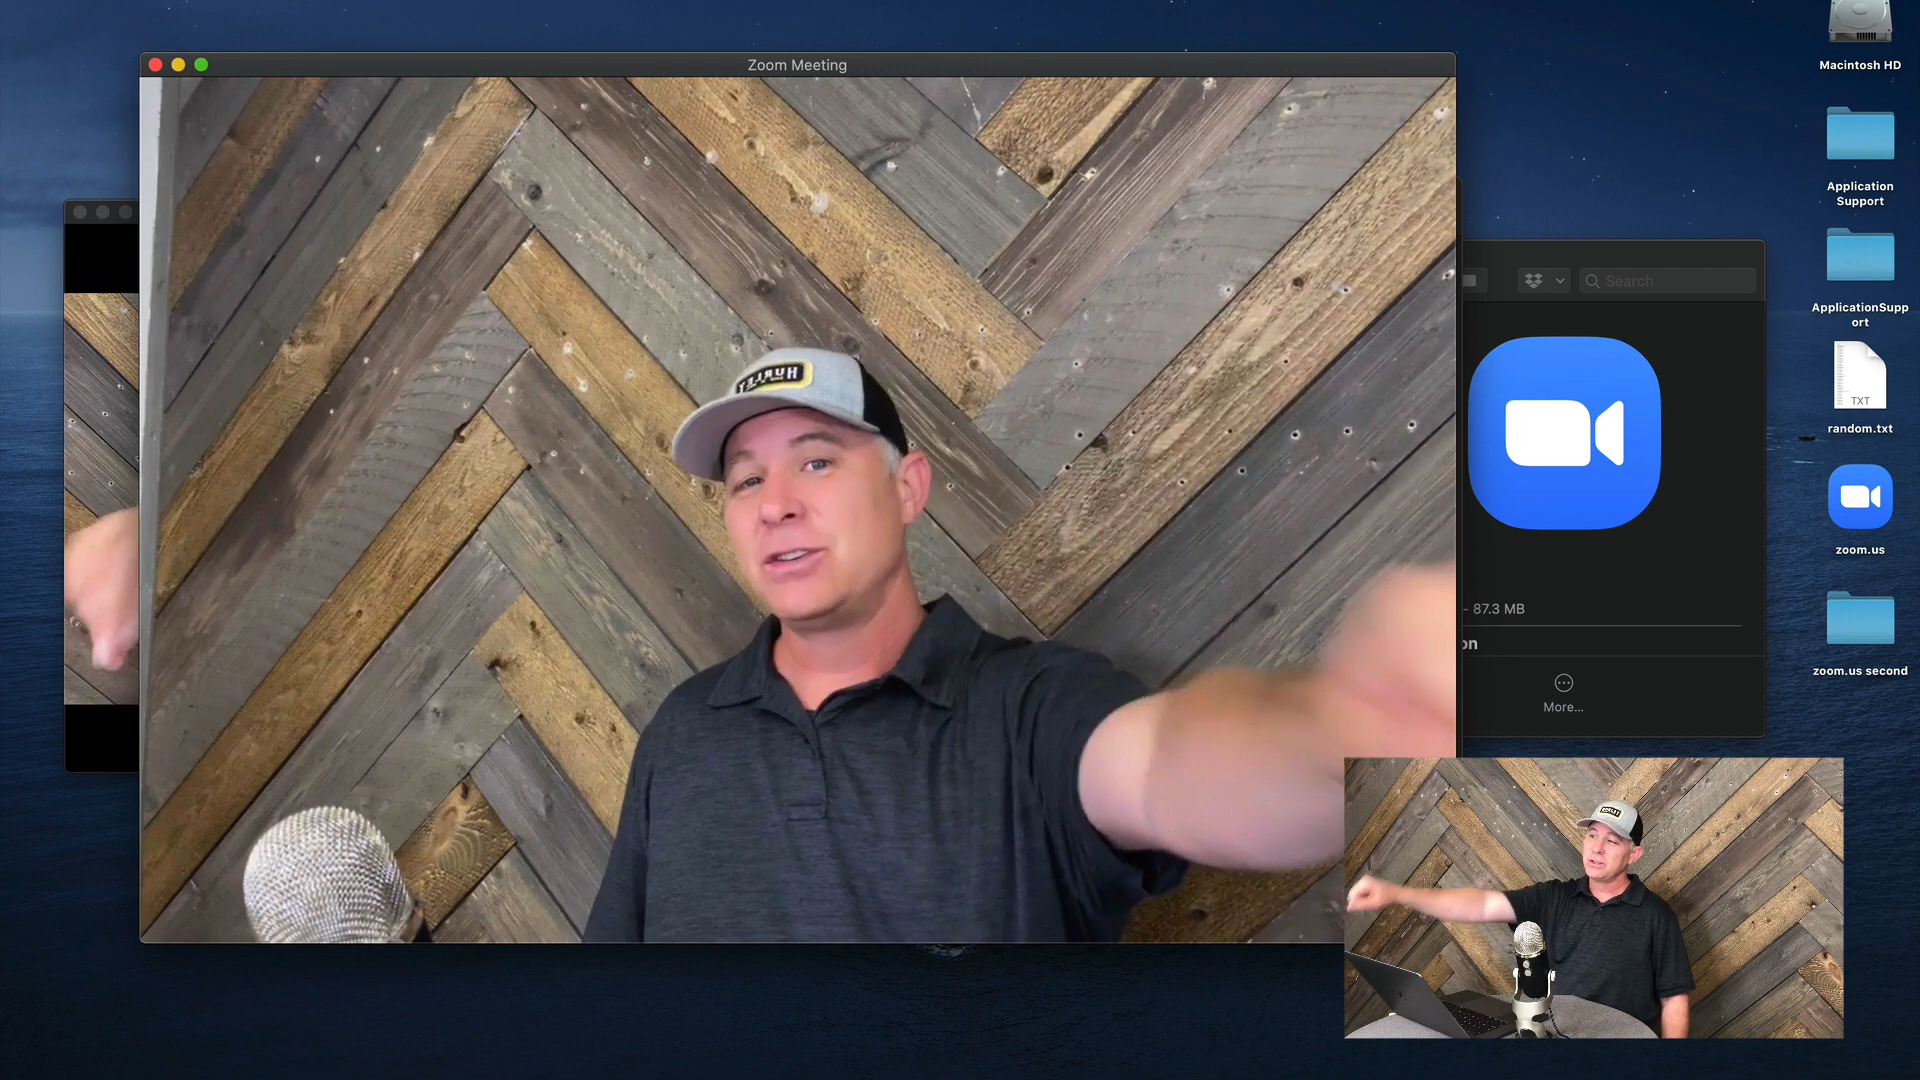 Zoom Meeting
Macintosh HD
Application
Support
Search
ApplicationSupp
ort
TXT
random.txt
HURLEY
zoom.us
- 87.3 MB
on
More...
zoom.us second